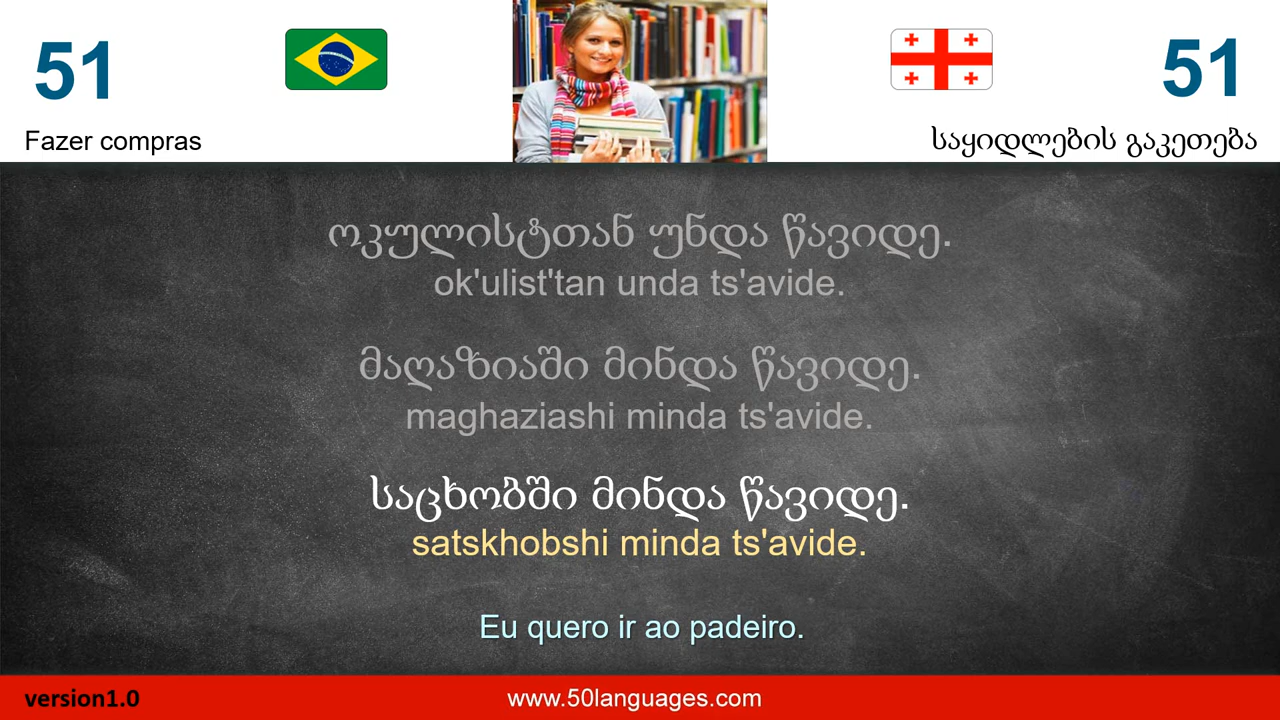 51
51
Fazer compras
საყიდლების გაკეთება
ოკულისტთან უნდა წავიდე.
ok'ulist'tan unda ts'avide.
მაღაზიაში მინდა წავიდე.
maghaziashi minda ts'avide.
საცხობში მინდა წავიდე.
satskhobshi minda ts'avide.
Eu quero ir ao padeiro.
version1.0
www.50languages.com